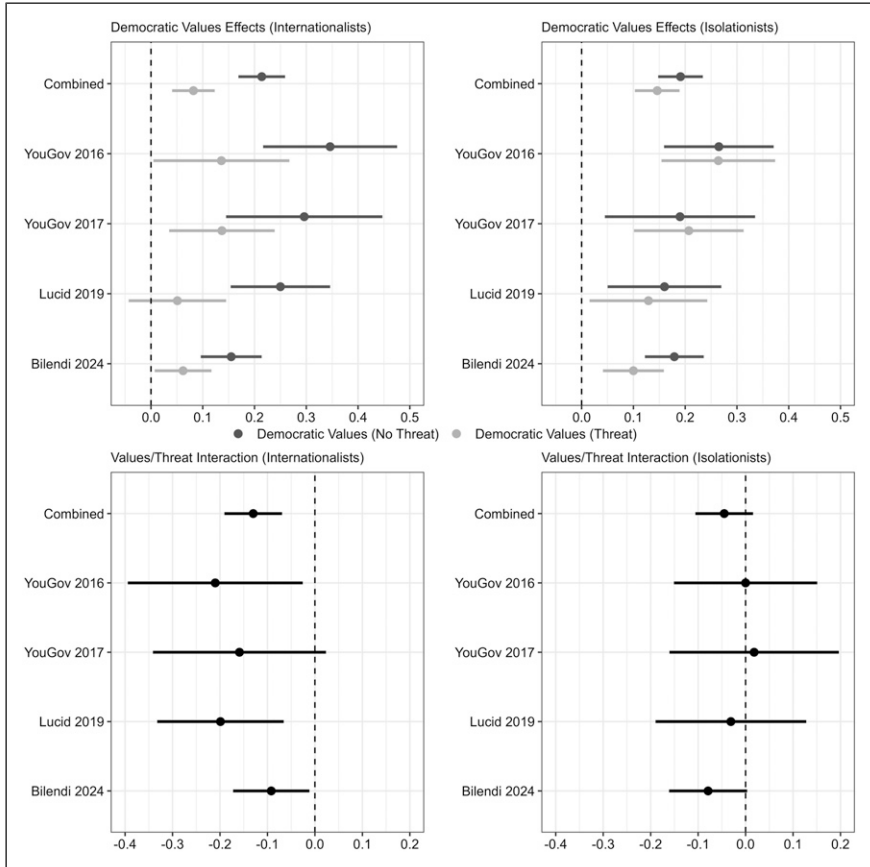 Democratic Values Effects (Internationalists)
Combined
YouGov 2016
YouGov 2017
Lucid 2019
Bilendi 2024
0.0 0.1 0.2 0.3 0.4 0.5
Democratic Values Effects (Isolationists)
Combined
YouGov 2016
YouGov 2017
Lucid 2019
Bilendi 2024
0.0 0.1 0.2 0.3 0.4 0.5
Democratic Values (No Threat) Democratic Values (Threat)
Values/Threat Interaction (Internationalists)
Combined
YouGov 2016
YouGov 2017
Lucid 2019
Bilendi 2024
-0.4 -0.3 -0.2 -0.1 0.0 0.1 0.2
Values/Threat Interaction (Isolationists)
Combined
YouGov 2016
YouGov 2017
Lucid 2019
Bilendi 2024
-0.4 -0.3 -0.2 -0.1 0.0 0.1 0.2